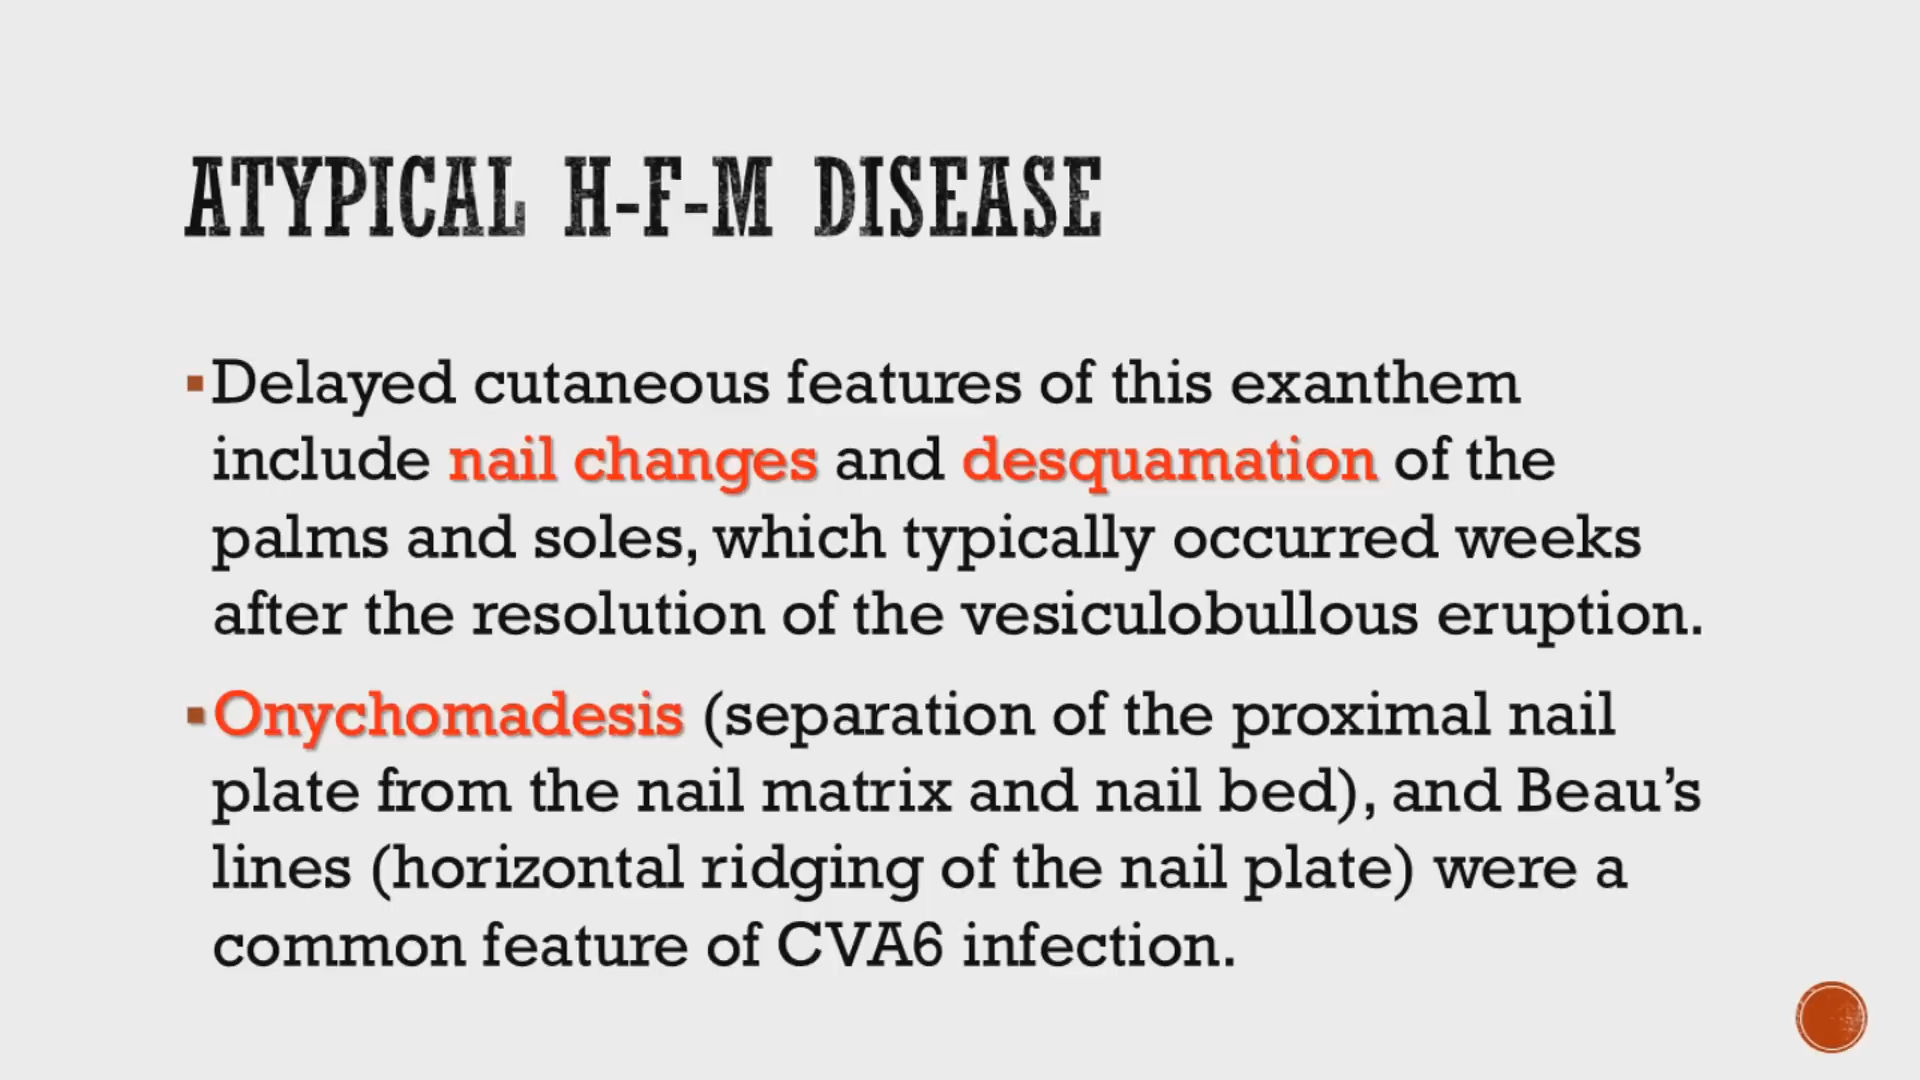 ATYPICAL H-F-M DISEASE
▪Delayed cutaneous features of this exanthem
include nail changes and desquamation of the
palms and soles, which typically occurred weeks
after the resolution of the vesiculobullous eruption.
▪Onychomadesis (separation of the proximal nail
plate from the nail matrix and nail bed), and Beau’s
lines (horizontal ridging of the nail plate) were a
common feature of CVA6 infection.